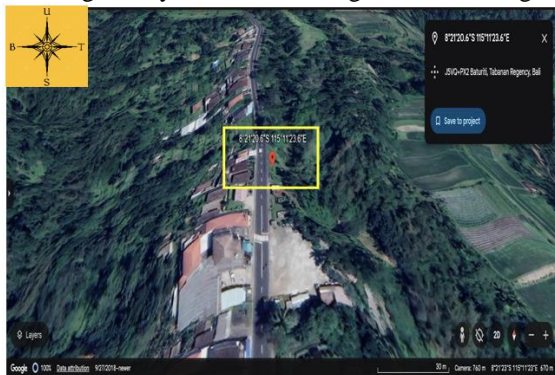 U
B T
S
8°21'20.6"S 115°11'23.6"E X
J5VQ+PX2 Baturiti, Tabanan Regency, Bali
Save to project
8°21'20.6"S 115°11'23.6"E
Layers
2D
Google 100% Data attribution 9/27/2018-newer 30 m Camera: 760 m 8°21'23"S 115°11'23"E 670 m